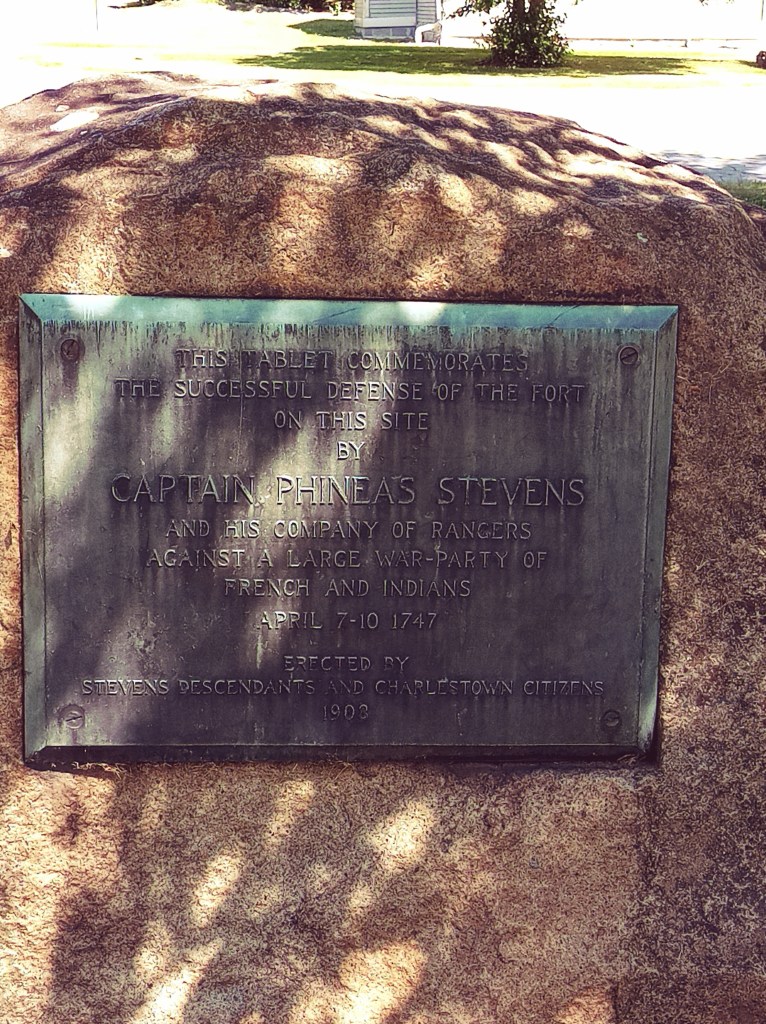 THIS TABLET COMMEMORATES
THE SUCCESSFUL DEFENSE OF THE FORT
ON THIS SITE
BY
CAPTAIN PHINEAS STEVENS
AND HIS COMPANY OF RANGERS
AGAINST A LARGE WAR-PARTY OF
FRENCH AND INDIANS
APRIL 7-10 1747
ERECTED BY
STEVENS DESCENDANTS AND CHARLESTOWN CITIZENS
1908